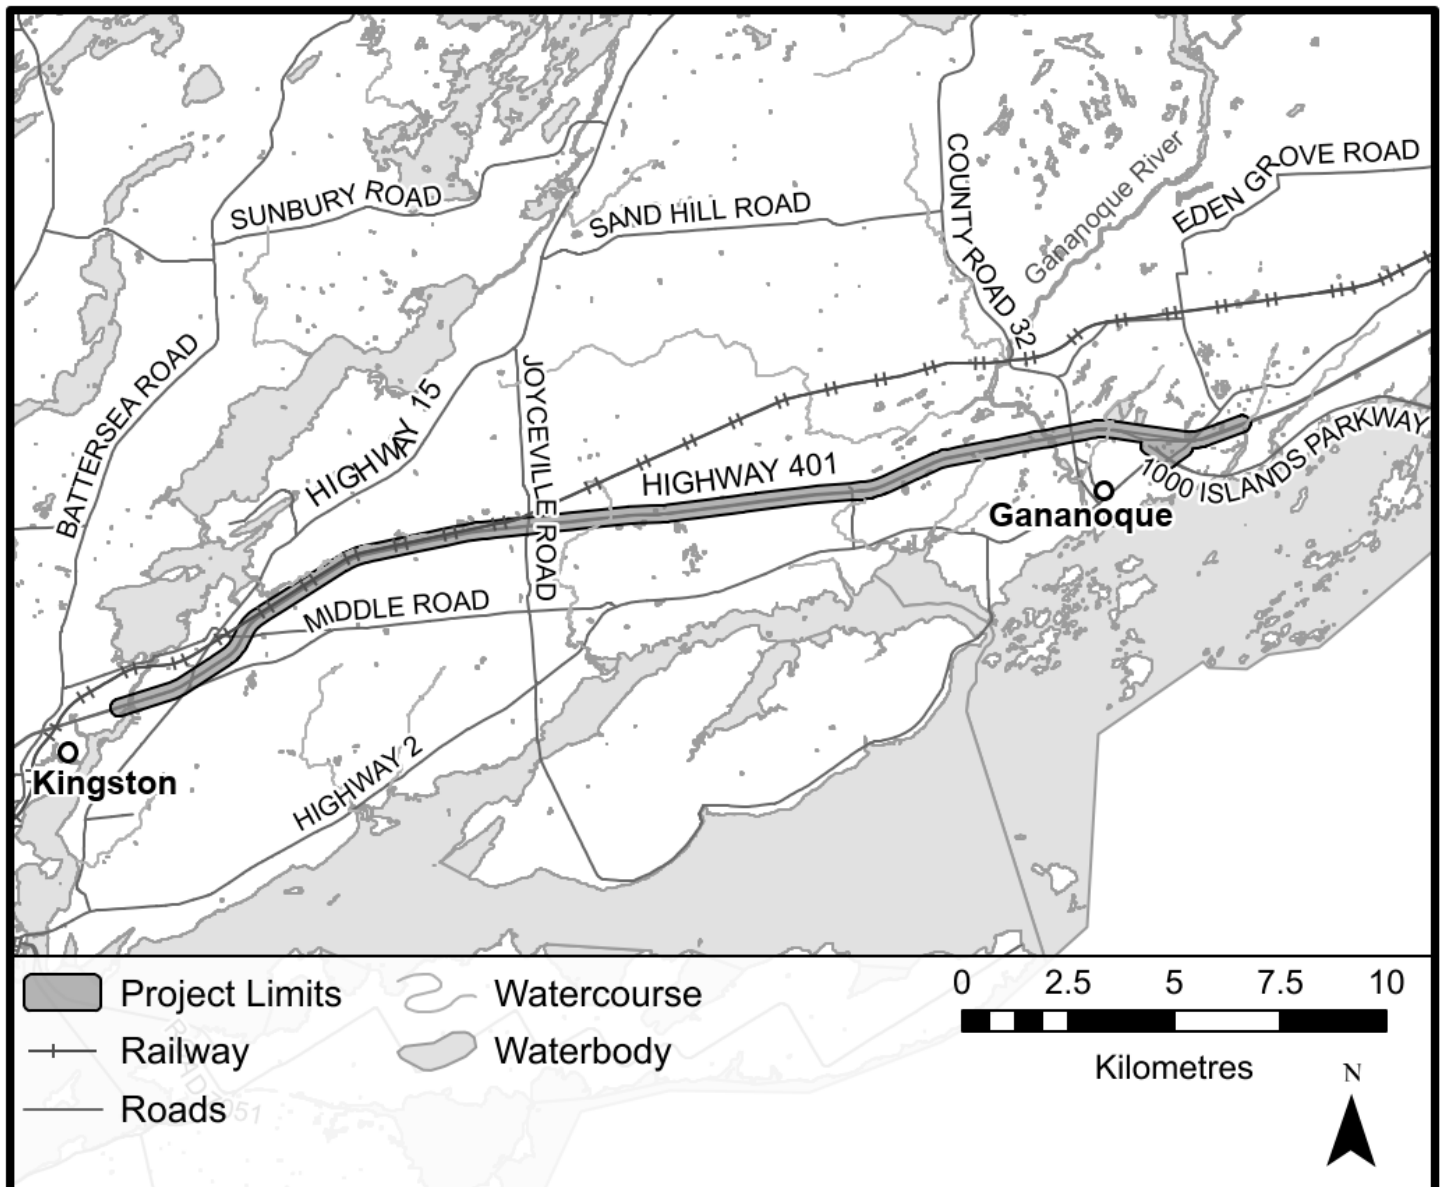 SUNBURY ROAD
SAND HILL ROAD
COUNTY ROAD 32
Gananoque River
EDEN GROVE ROAD
BATTERSEA ROAD
HIGHWAY 15
JOYCEVILLE ROAD
HIGHWAY 401
1000 ISLANDS PARKWAY
Gananoque
MIDDLE ROAD
HIGHWAY 2
Kingston
Project Limits
Railway
Roads
Watercourse
Waterbody
0 2.5 5 7.5 10
Kilometres
N